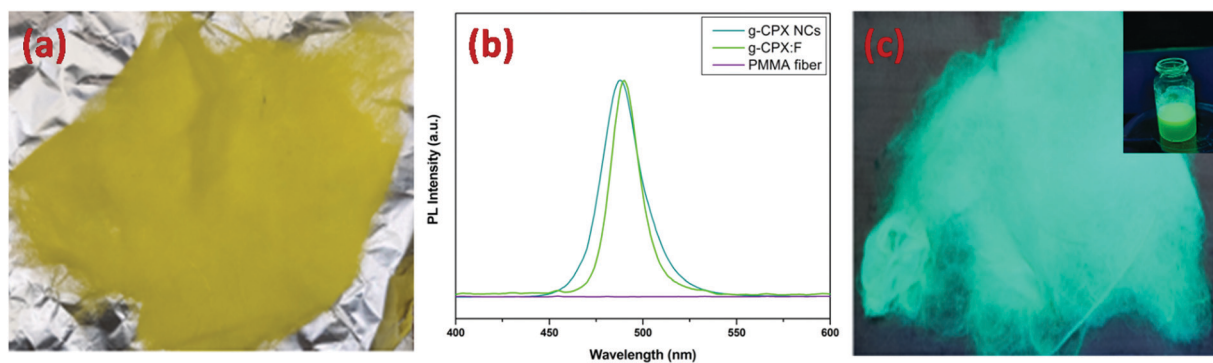 (a)
(b)
g-CPX NCs
g-CPX:F
PMMA fiber
PL Intensity (a.u.)
400
450
500
550
600
Wavelength (nm)
(c)